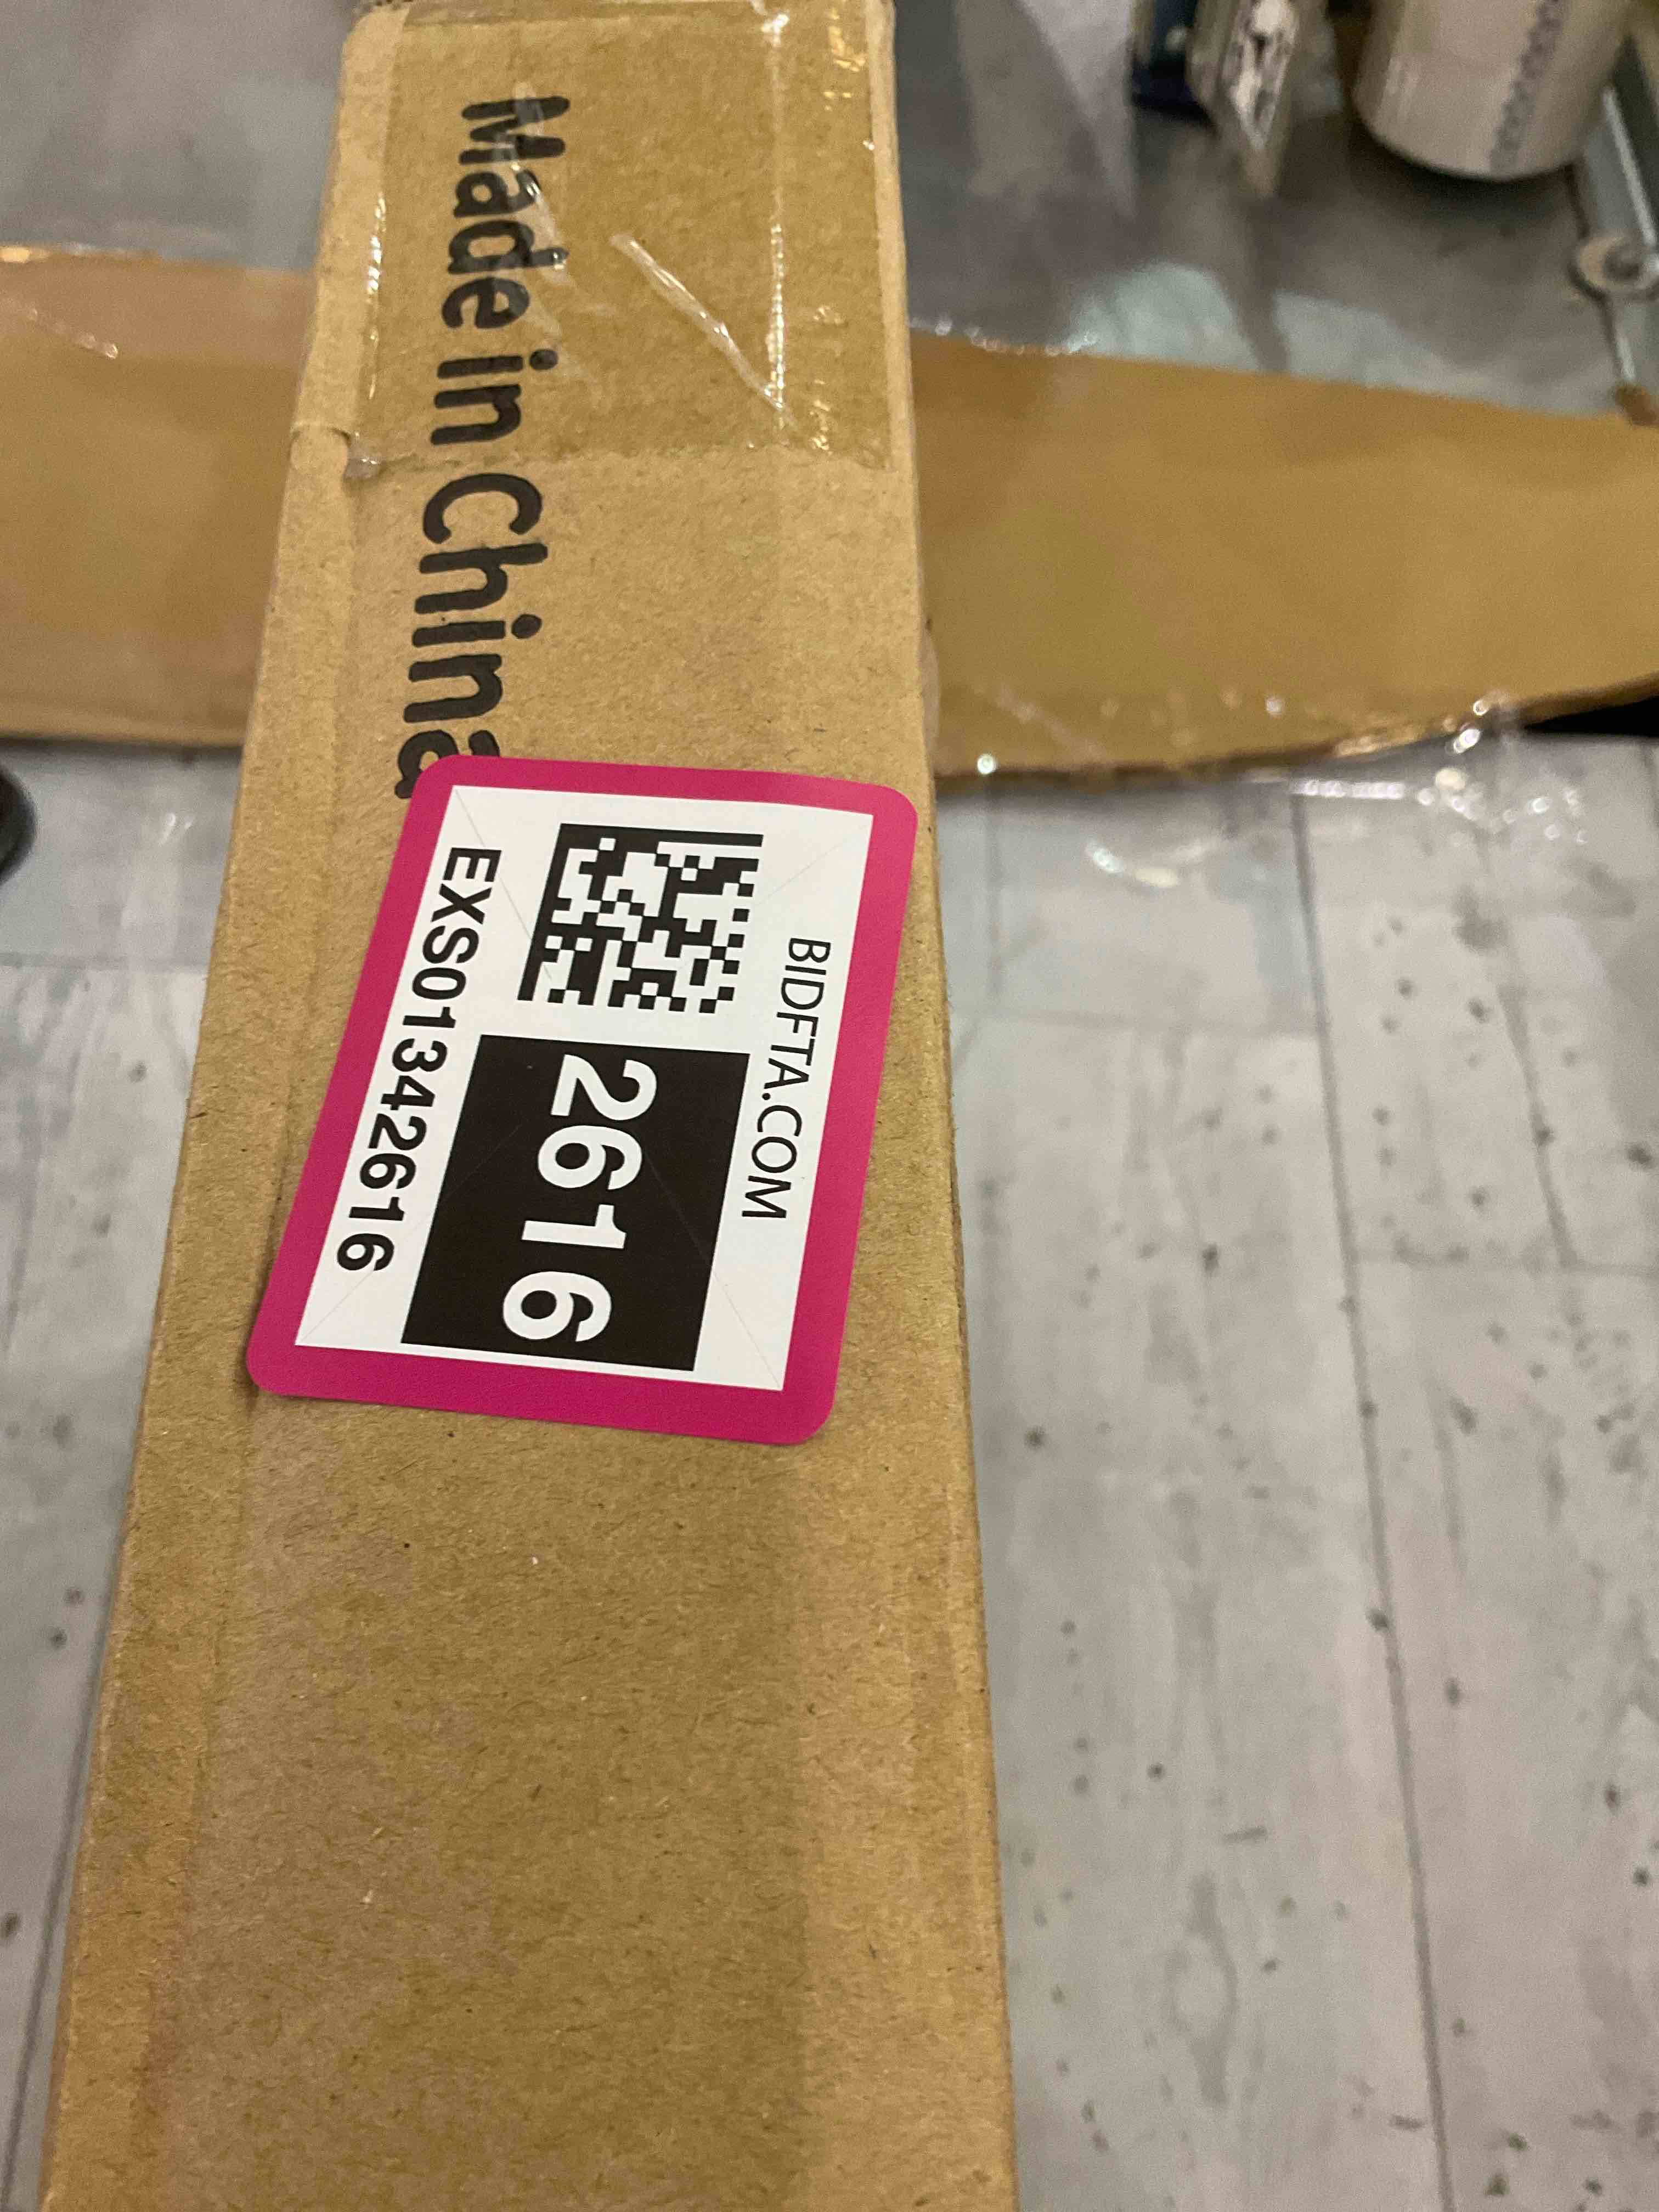 Made in China
BIDFTA.COM
2616
EXS01342616